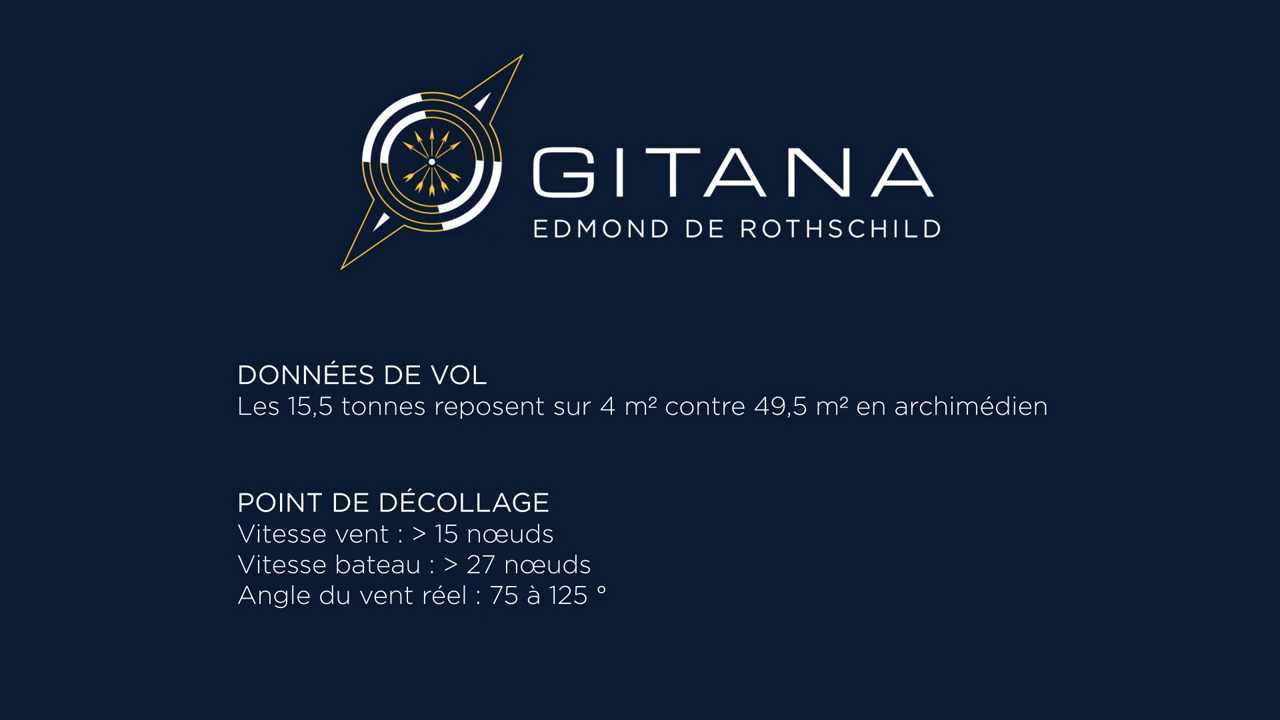 GITANA
EDMOND DE ROTHSCHILD
DONNÉES DE VOL
Les 15,5 tonnes reposent sur 4 m² contre 49,5 m² en archimédien
POINT DE DÉCOLLAGE
Vitesse vent : > 15 nœuds
Vitesse bateau : > 27 nœuds
Angle du vent réel : 75 à 125 °